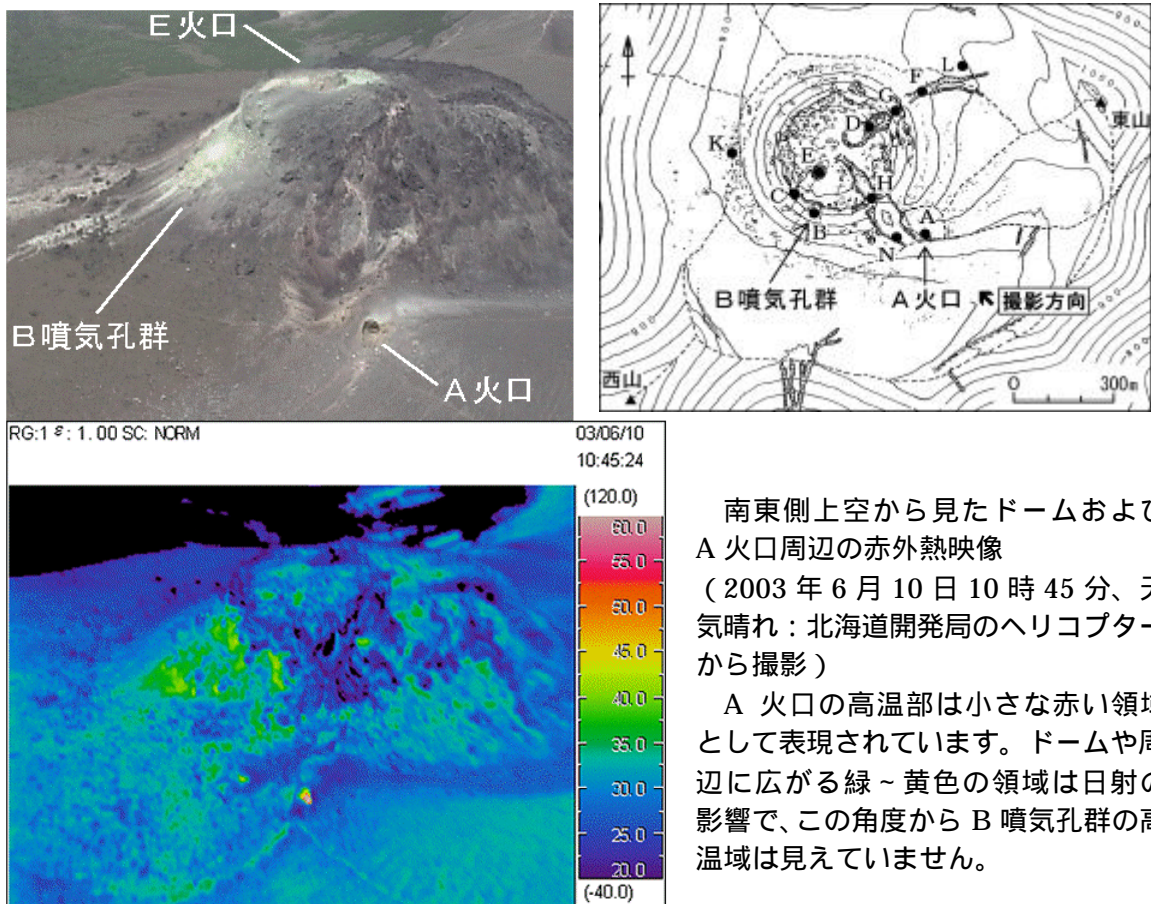 E火口
B噴気孔群
A火口
L
F
G
D
東山
K
E
C
H
B
A
N
B噴気孔群
A火口
撮影方向
西山
0
300m
RG:1 ε: 1.00 SC: NORM
03/06/10
10:45:24
(120.0)
60.0
55.0
50.0
45.0
40.0
35.0
30.0
25.0
20.0
(-40.0)
南東側上空から見たドームおよび
A 火口周辺の赤外熱映像
（2003 年 6 月 10 日 10 時 45 分、天
気晴れ：北海道開発局のヘリコプター
から撮影）
A 火口の高温部は小さな赤い領域
として表現されています。ドームや周
辺に広がる緑～黄色の領域は日射の
影響で、この角度から B 噴気孔群の高
温域は見えていません。